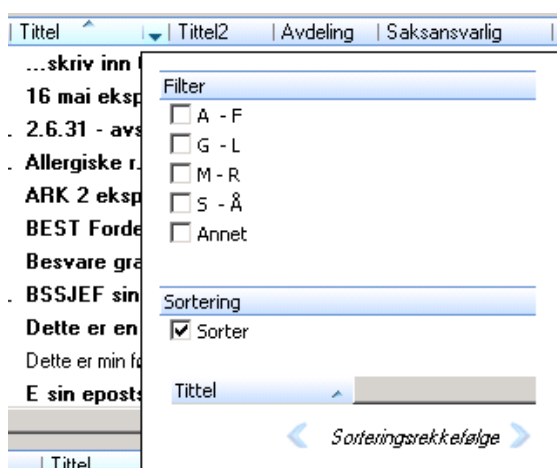 Tittel Tittel2 Avdeling Saksansvarlig
...skriv inn
16 mai eksp
2.6.31 - avs
Allergiske r.
ARK 2 eksp
BEST Forde
Besvare gra
BSSJEF sin
Dette er en
Dette er min fø
E sin eposts
Tittel
Filter
A - F
G - L
M - R
S - Å
Annet
Sortering
Sorter
Tittel
Sorteringsrekkefølge